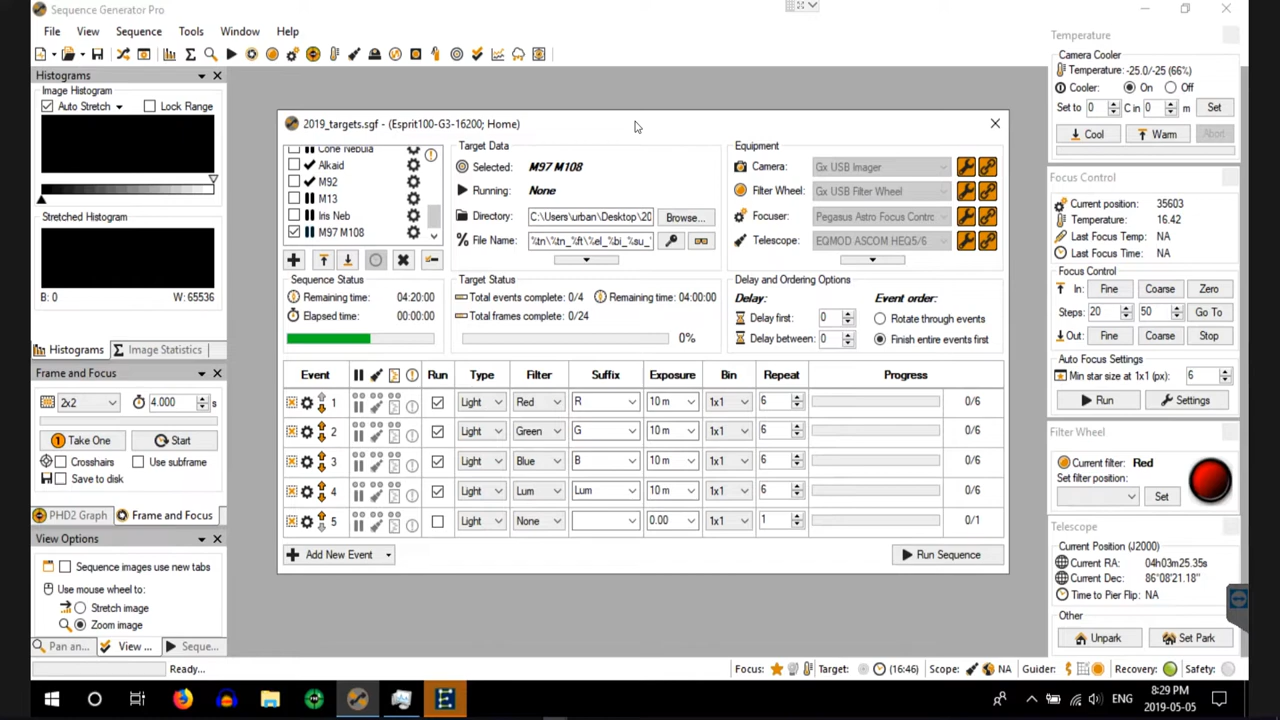 Sequence Generator Pro
File View Sequence Tools Window Help
Histograms
Image Histogram
Auto Stretch Lock Range
Stretched Histogram
B: 0 W: 65536
Histograms Image Statistics
Frame and Focus
2x2 4.000 s
Take One Start
Crosshairs Use subframe
Save to disk
PHD2 Graph Frame and Focus
View Options
Sequence images use new tabs
Use mouse wheel to
Stretch image
Zoom image
Pan an... View ... Seque...
2019_targets.sgf - (Esprit100-G3-16200; Home)
Cone Nebula
Alkaid
M92
M13
Iris Neb
M97 M108
Target Data
Selected: M97 M108
Running: None
Directory: C:\Users\urban\Desktop\20 Browse...
File Name: %tn\%tn_%ft\%el_%bi_%su_%
Equipment
Camera: Gx USB Imager
Filter Wheel: Gx USB Filter Wheel
Focuser: Pegasus Astro Focus Contrc
Telescope: EQMOD ASCOM HEQ5/6
Sequence Status
Remaining time: 04:20:00
Elapsed time: 00:00:00
Target Status
Total events complete: 0/4 Remaining time: 04:00:00
Total frames complete: 0/24
0%
Delay and Ordering Options
Delay: Event order:
Delay first: 0 Rotate through events
Delay between: 0 Finish entire events first
Event Run Type Filter Suffix Exposure Bin Repeat Progress
1 Light Red R 10 m 1x1 6 0/6
2 Light Green G 10 m 1x1 6 0/6
3 Light Blue B 10 m 1x1 6 0/6
4 Light Lum Lum 10 m 1x1 6 0/6
5 Light None 0.00 1x1 1 0/1
Add New Event Run Sequence
Temperature
Camera Cooler
Temperature: -25.0/-25 (66%)
Cooler: On Off
Set to 0 C in 0 m Set
Cool Warm Abort
Focus Control
Current position: 35603
Temperature: 16.42
Last Focus Temp: NA
Last Focus Time: NA
Focus Control
In: Fine Coarse Zero
Steps: 20 50 Go To
Out: Fine Coarse Stop
Auto Focus Settings
Min star size at 1x1 (px): 6
Run Settings
Filter Wheel
Current filter: Red
Set filter position:
Set
Telescope
Current Position (J2000)
Current RA: 04h03m25.35s
Current Dec: 86°08'21.18"
Time to Pier Flip: NA
Other
Unpark Set Park
Ready... Focus: Target: (16:46) Scope: NA Guider: Recovery: Safety:
ENG 8:29 PM
2019-05-05